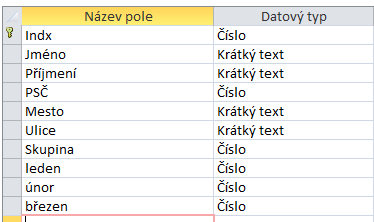 Název pole Datový typ
Indx Číslo
Jméno Krátký text
Příjmení Krátký text
PSČ Číslo
Mesto Krátký text
Ulice Krátký text
Skupina Číslo
leden Číslo
únor Číslo
březen Číslo